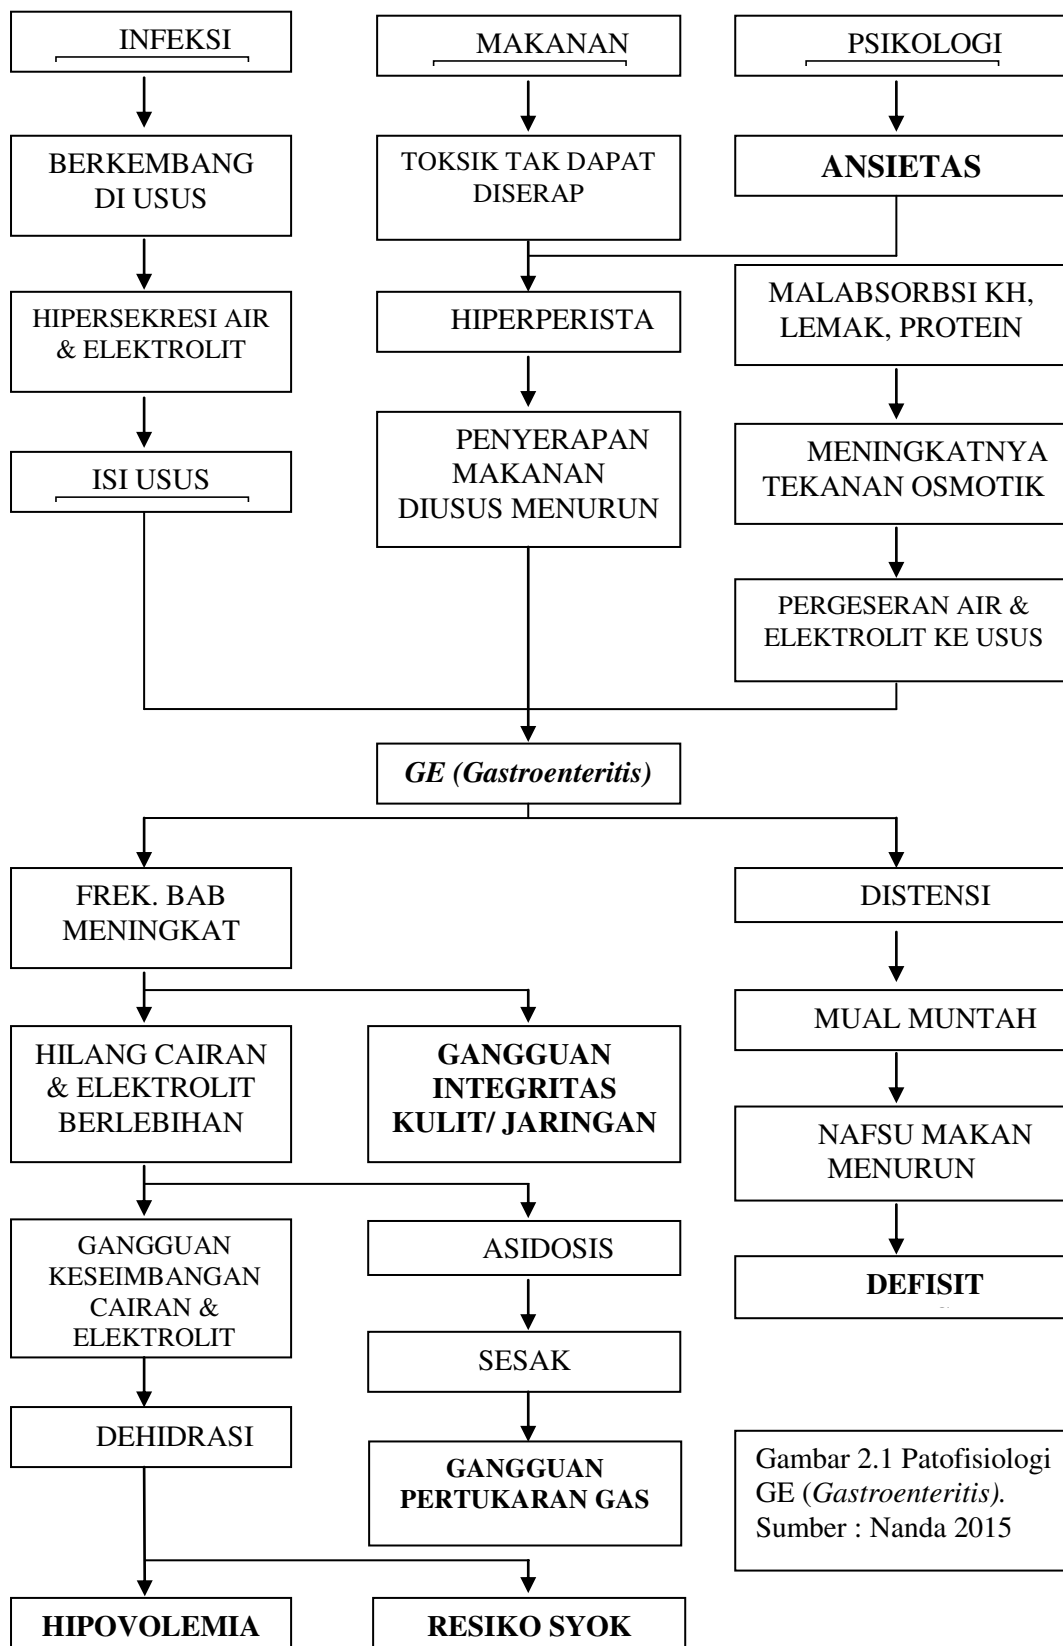 INFEKSI
MAKANAN
PSIKOLOGI
BERKEMBANG
DI USUS
TOKSIK TAK DAPAT
DISERAP
ANSIETAS
HIPERSEKRESI AIR
& ELEKTROLIT
HIPERPERISTA
MALABSORBSI KH,
LEMAK, PROTEIN
ISI USUS
PENYERAPAN
MAKANAN
DIUSUS MENURUN
MENINGKATNYA
TEKANAN OSMOTIK
PERGESERAN AIR &
ELEKTROLIT KE USUS
GE (Gastroenteritis)
FREK. BAB
MENINGKAT
DISTENSI
HILANG CAIRAN
& ELEKTROLIT
BERLEBIHAN
GANGGUAN
INTEGRITAS
KULIT/ JARINGAN
MUAL MUNTAH
NAFSU MAKAN
MENURUN
GANGGUAN
KESEIMBANGAN
CAIRAN &
ELEKTROLIT
ASIDOSIS
DEFISIT
SESAK
DEHIDRASI
GANGGUAN
PERTUKARAN GAS
Gambar 2.1 Patofisiologi
GE (Gastroenteritis).
Sumber : Nanda 2015
HIPOVOLEMIA
RESIKO SYOK